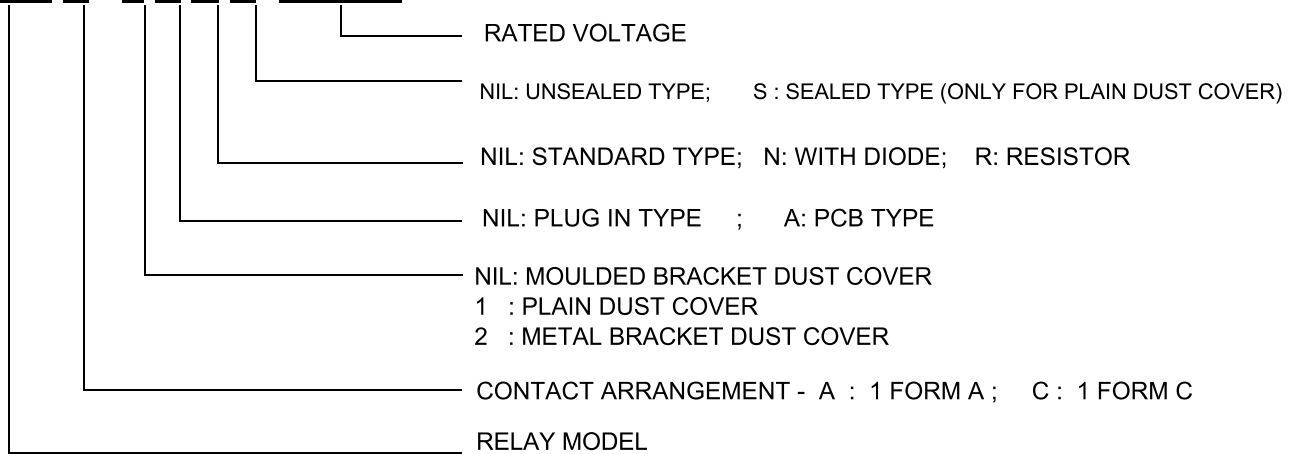 RATED VOLTAGE
NIL: UNSEALED TYPE; S : SEALED TYPE (ONLY FOR PLAIN DUST COVER)
NIL: STANDARD TYPE; N: WITH DIODE; R: RESISTOR
NIL: PLUG IN TYPE ; A: PCB TYPE
NIL: MOULDED BRACKET DUST COVER
1 : PLAIN DUST COVER
2 : METAL BRACKET DUST COVER
CONTACT ARRANGEMENT - A : 1 FORM A ; C : 1 FORM C
RELAY MODEL